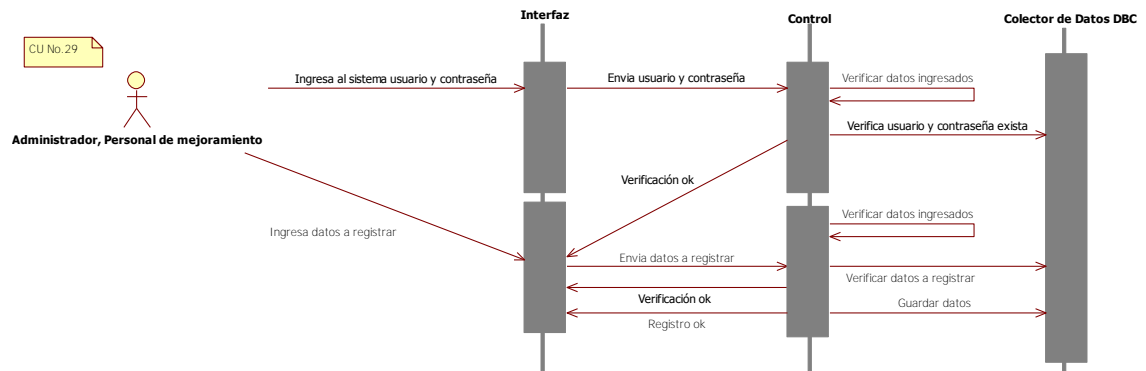 Interfaz
Control
Colector de Datos DBC
CU No.29
Administrador, Personal de mejoramiento
Ingresa al sistema usuario y contraseña
Envia usuario y contraseña
Verificar datos ingresados
Verifica usuario y contraseña exista
Verificación ok
Verificar datos ingresados
Ingresa datos a registrar
Envia datos a registrar
Verificar datos a registrar
Verificación ok
Guardar datos
Registro ok